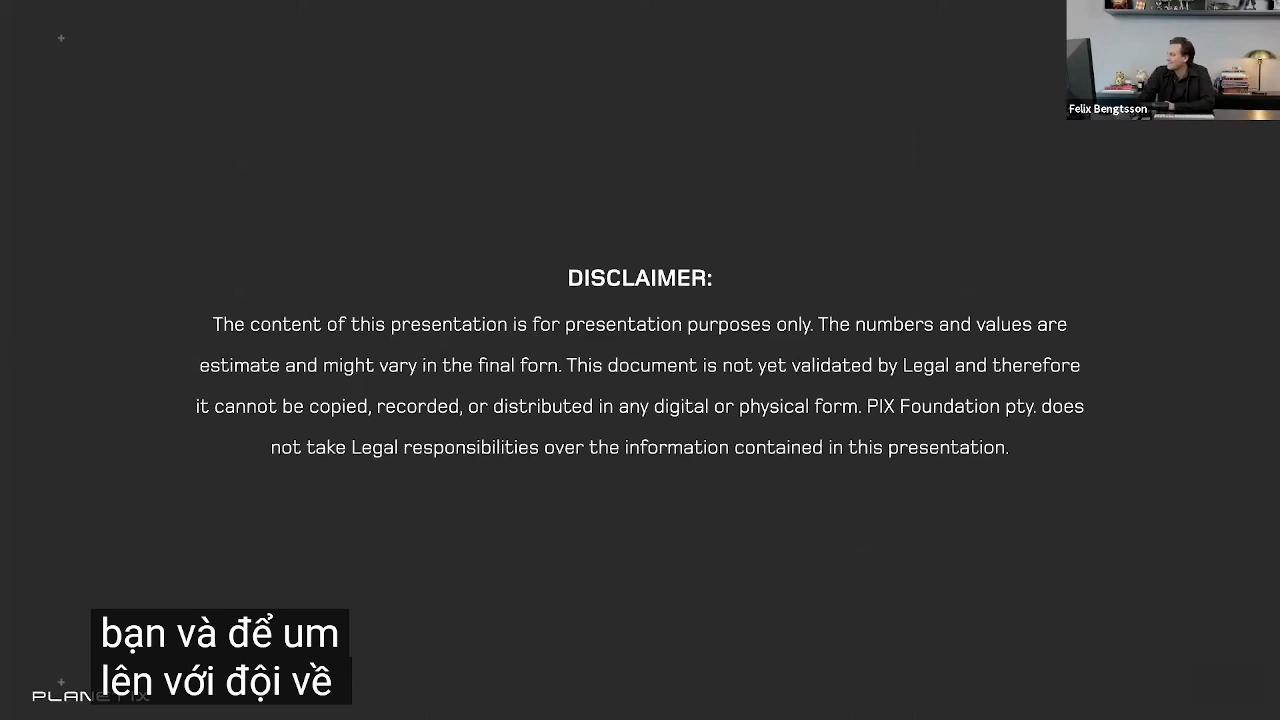 Felix Bengtsson
DISCLAIMER:
The content of this presentation is for presentation purposes only. The numbers and values are
estimate and might vary in the final forn. This document is not yet validated by Legal and therefore
it cannot be copied, recorded, or distributed in any digital or physical form. PIX Foundation pty. does
not take Legal responsibilities over the information contained in this presentation.
bạn và để um
lên với đội về